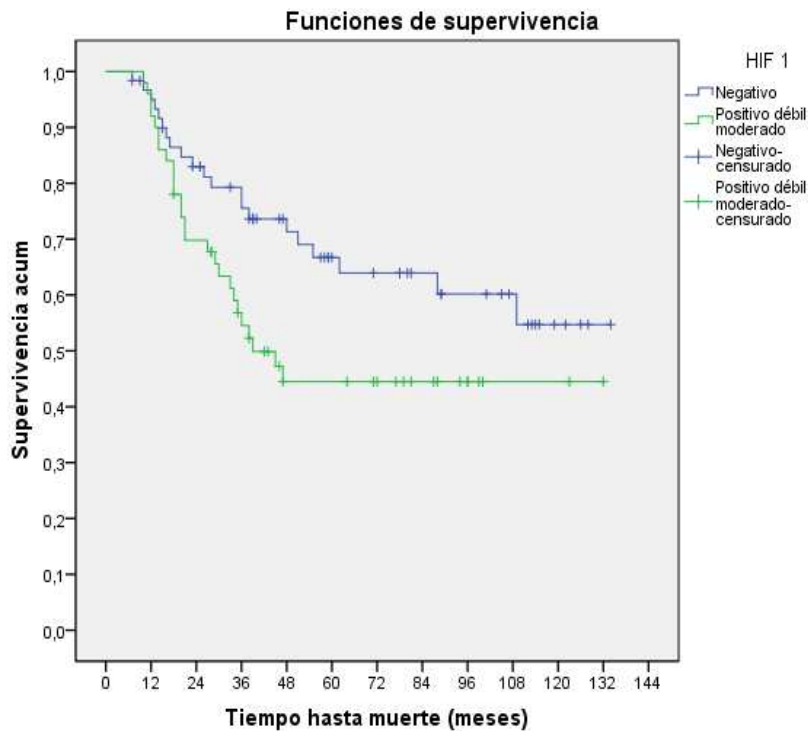 Funciones de supervivencia
HIF 1
Negativo
Positivo débil
moderado
Negativo-
censurado
Positivo débil
moderado-
censurado
Supervivencia acum
1,0
0,9
0,8
0,7
0,6
0,5
0,4
0,3
0,2
0,1
0,0
0 12 24 36 48 60 72 84 96 108 120 132 144
Tiempo hasta muerte (meses)